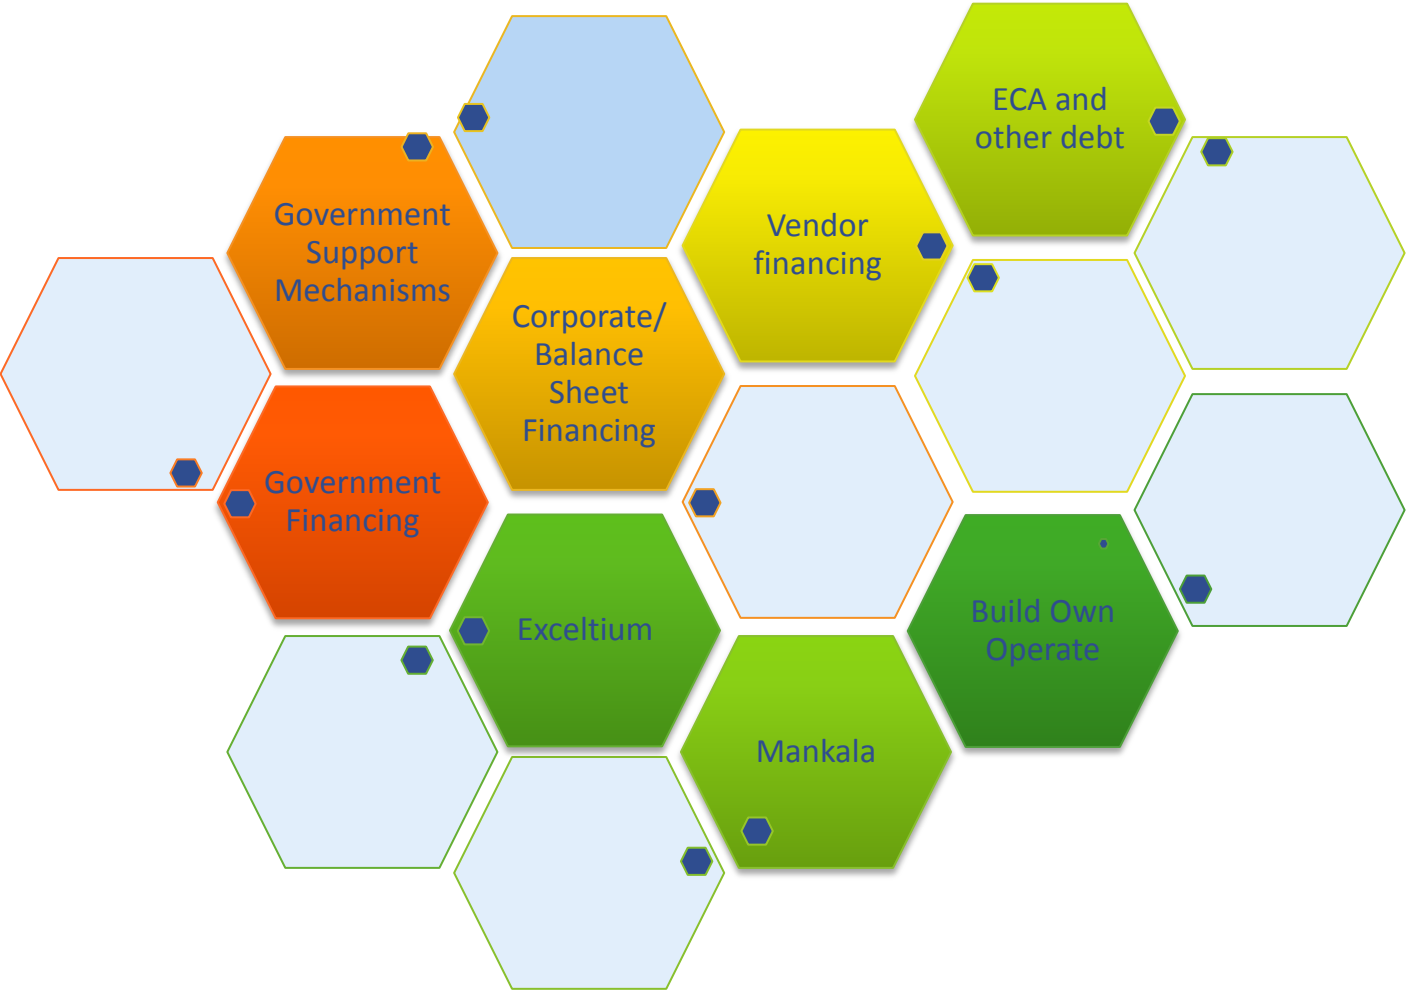 ECA and
other debt
Government
Support
Mechanisms
Vendor
financing
Corporate/
Balance
Sheet
Financing
Government
Financing
Exceltium
Build Own
Operate
Mankala